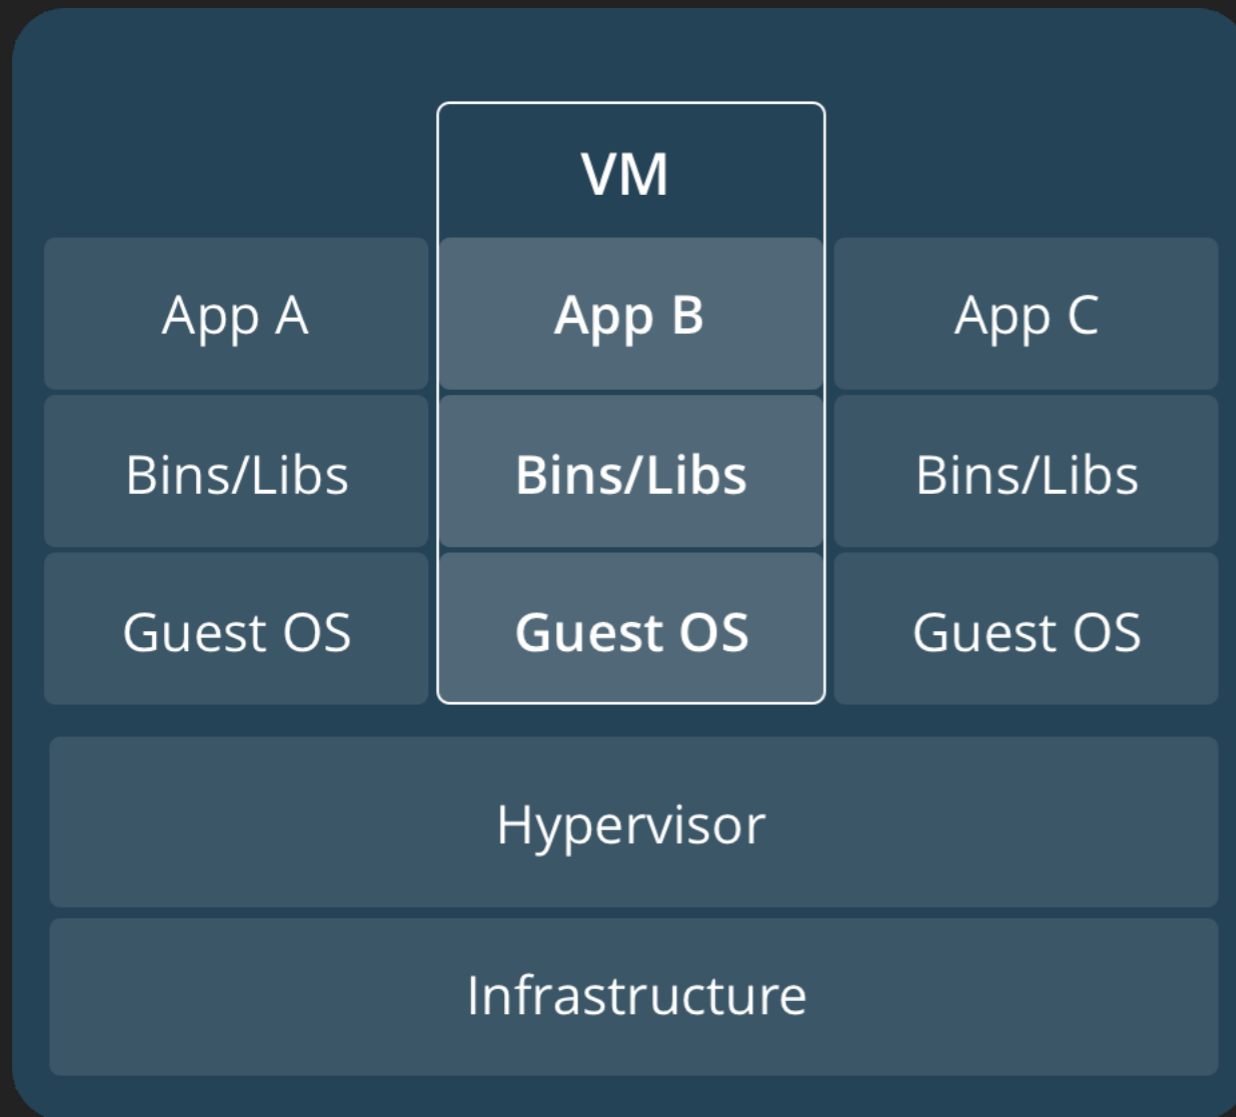 VM
App A
App B
App C
Bins/Libs
Bins/Libs
Bins/Libs
Guest OS
Guest OS
Guest OS
Hypervisor
Infrastructure